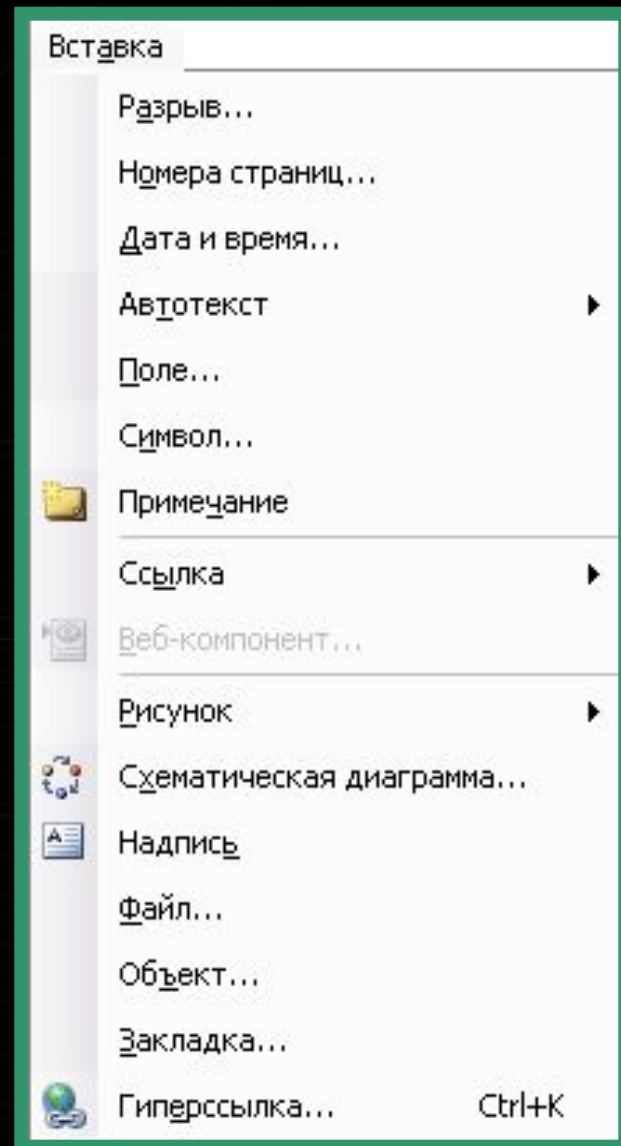 Вставка
Разрыв...
Номера страниц...
Дата и время...
Автотекст
Поле...
Символ...
Примечание
Ссылка
Веб-компонент...
Рисунок
Схематическая диаграмма...
Надпись
Файл...
Объект...
Закладка...
Гиперссылка... Ctrl+K